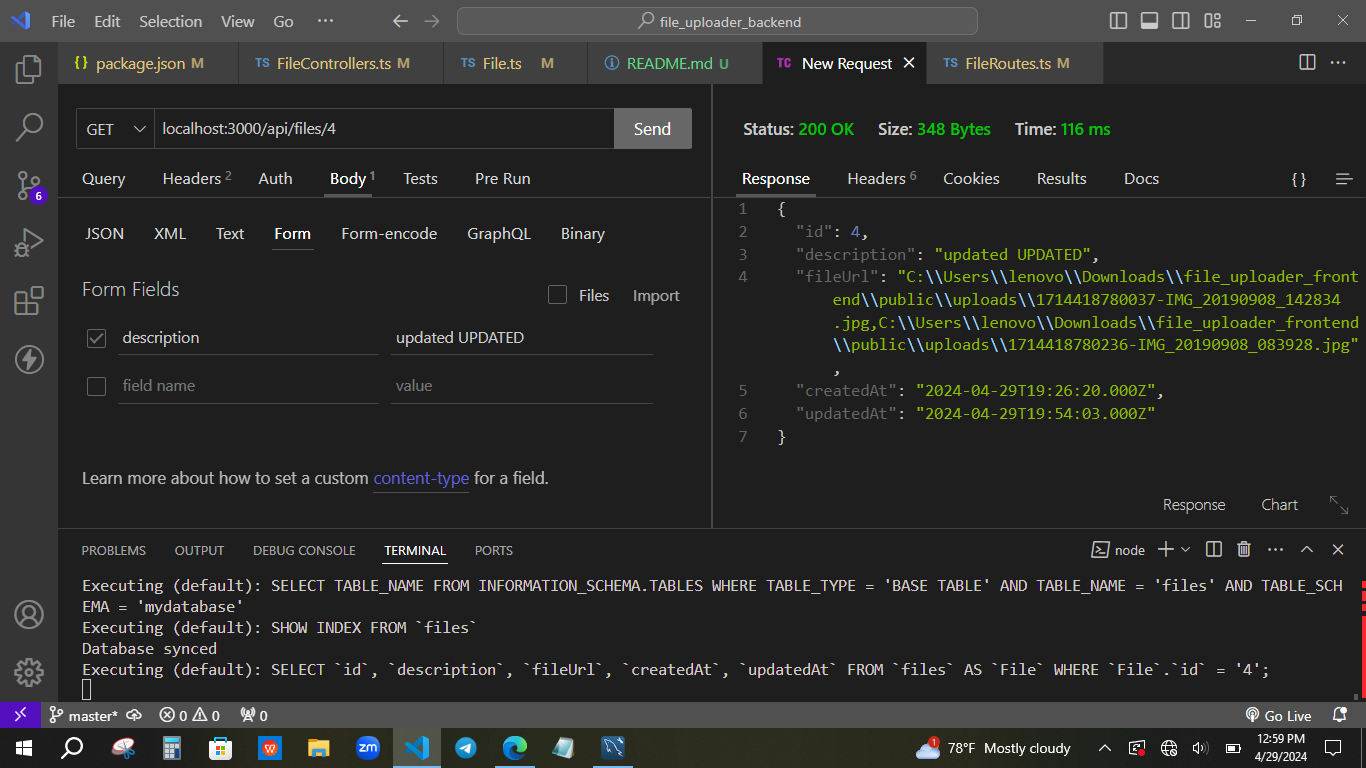 File Edit Selection View Go ··· file_uploader_backend
{} package.json M TS FileControllers.ts M TS File.ts M README.md U TC New Request TS FileRoutes.ts M ···
GET localhost:3000/api/files/4 Send
Status: 200 OK Size: 348 Bytes Time: 116 ms
Query Headers 2 Auth Body 1 Tests Pre Run
Response Headers 6 Cookies Results Docs {}
JSON XML Text Form Form-encode GraphQL Binary
Form Fields Files Import
description updated UPDATED
field name value
Learn more about how to set a custom content-type for a field.
1 {
2 "id": 4,
3 "description": "updated UPDATED",
4 "fileUrl": "C:\\Users\\lenovo\\Downloads\\file_uploader_front
end\\public\\uploads\\1714418780037-IMG_20190908_142834
.jpg,C:\\Users\\lenovo\\Downloads\\file_uploader_frontend
\\public\\uploads\\1714418780236-IMG_20190908_083928.jpg"
,
5 "createdAt": "2024-04-29T19:26:20.000Z",
6 "updatedAt": "2024-04-29T19:54:03.000Z"
7 }
Response Chart
PROBLEMS OUTPUT DEBUG CONSOLE TERMINAL PORTS node ···
Executing (default): SELECT TABLE_NAME FROM INFORMATION_SCHEMA.TABLES WHERE TABLE_TYPE = 'BASE TABLE' AND TABLE_NAME = 'files' AND TABLE_SCH
EMA = 'mydatabase'
Executing (default): SHOW INDEX FROM `files`
Database synced
Executing (default): SELECT `id`, `description`, `fileUrl`, `createdAt`, `updatedAt` FROM `files` AS `File` WHERE `File`.`id` = '4';
6
master* 0 0 0 Go Live
W zm 1 78°F Mostly cloudy
12:59 PM
4/29/2024